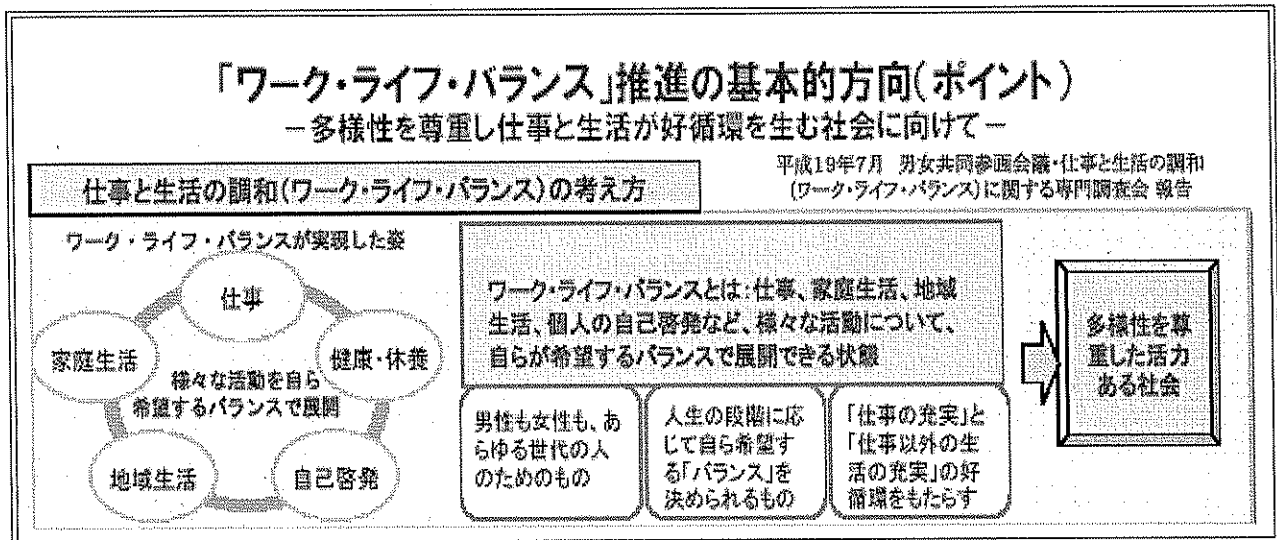 「ワーク・ライフ・バランス」推進の基本的方向(ポイント)
－多様性を尊重し仕事と生活が好循環を生む社会に向けて－
平成19年7月 男女共同参画会議・仕事と生活の調和
(ワーク・ライフ・バランス)に関する専門調査会 報告
仕事と生活の調和(ワーク・ライフ・バランス)の考え方
ワーク・ライフ・バランスが実現した姿
仕事
家庭生活
健康・休養
様々な活動を自ら
希望するバランスで展開
地域生活
自己啓発
ワーク・ライフ・バランスとは:仕事、家庭生活、地域
生活、個人の自己啓発など、様々な活動について、
自らが希望するバランスで展開できる状態
男性も女性も、あ
らゆる世代の人
のためのもの
人生の段階に応
じて自ら希望す
る「バランス」を
決められるもの
「仕事の充実」と
「仕事以外の生
活の充実」の好
循環をもたらす
多様性を尊
重した活力
ある社会